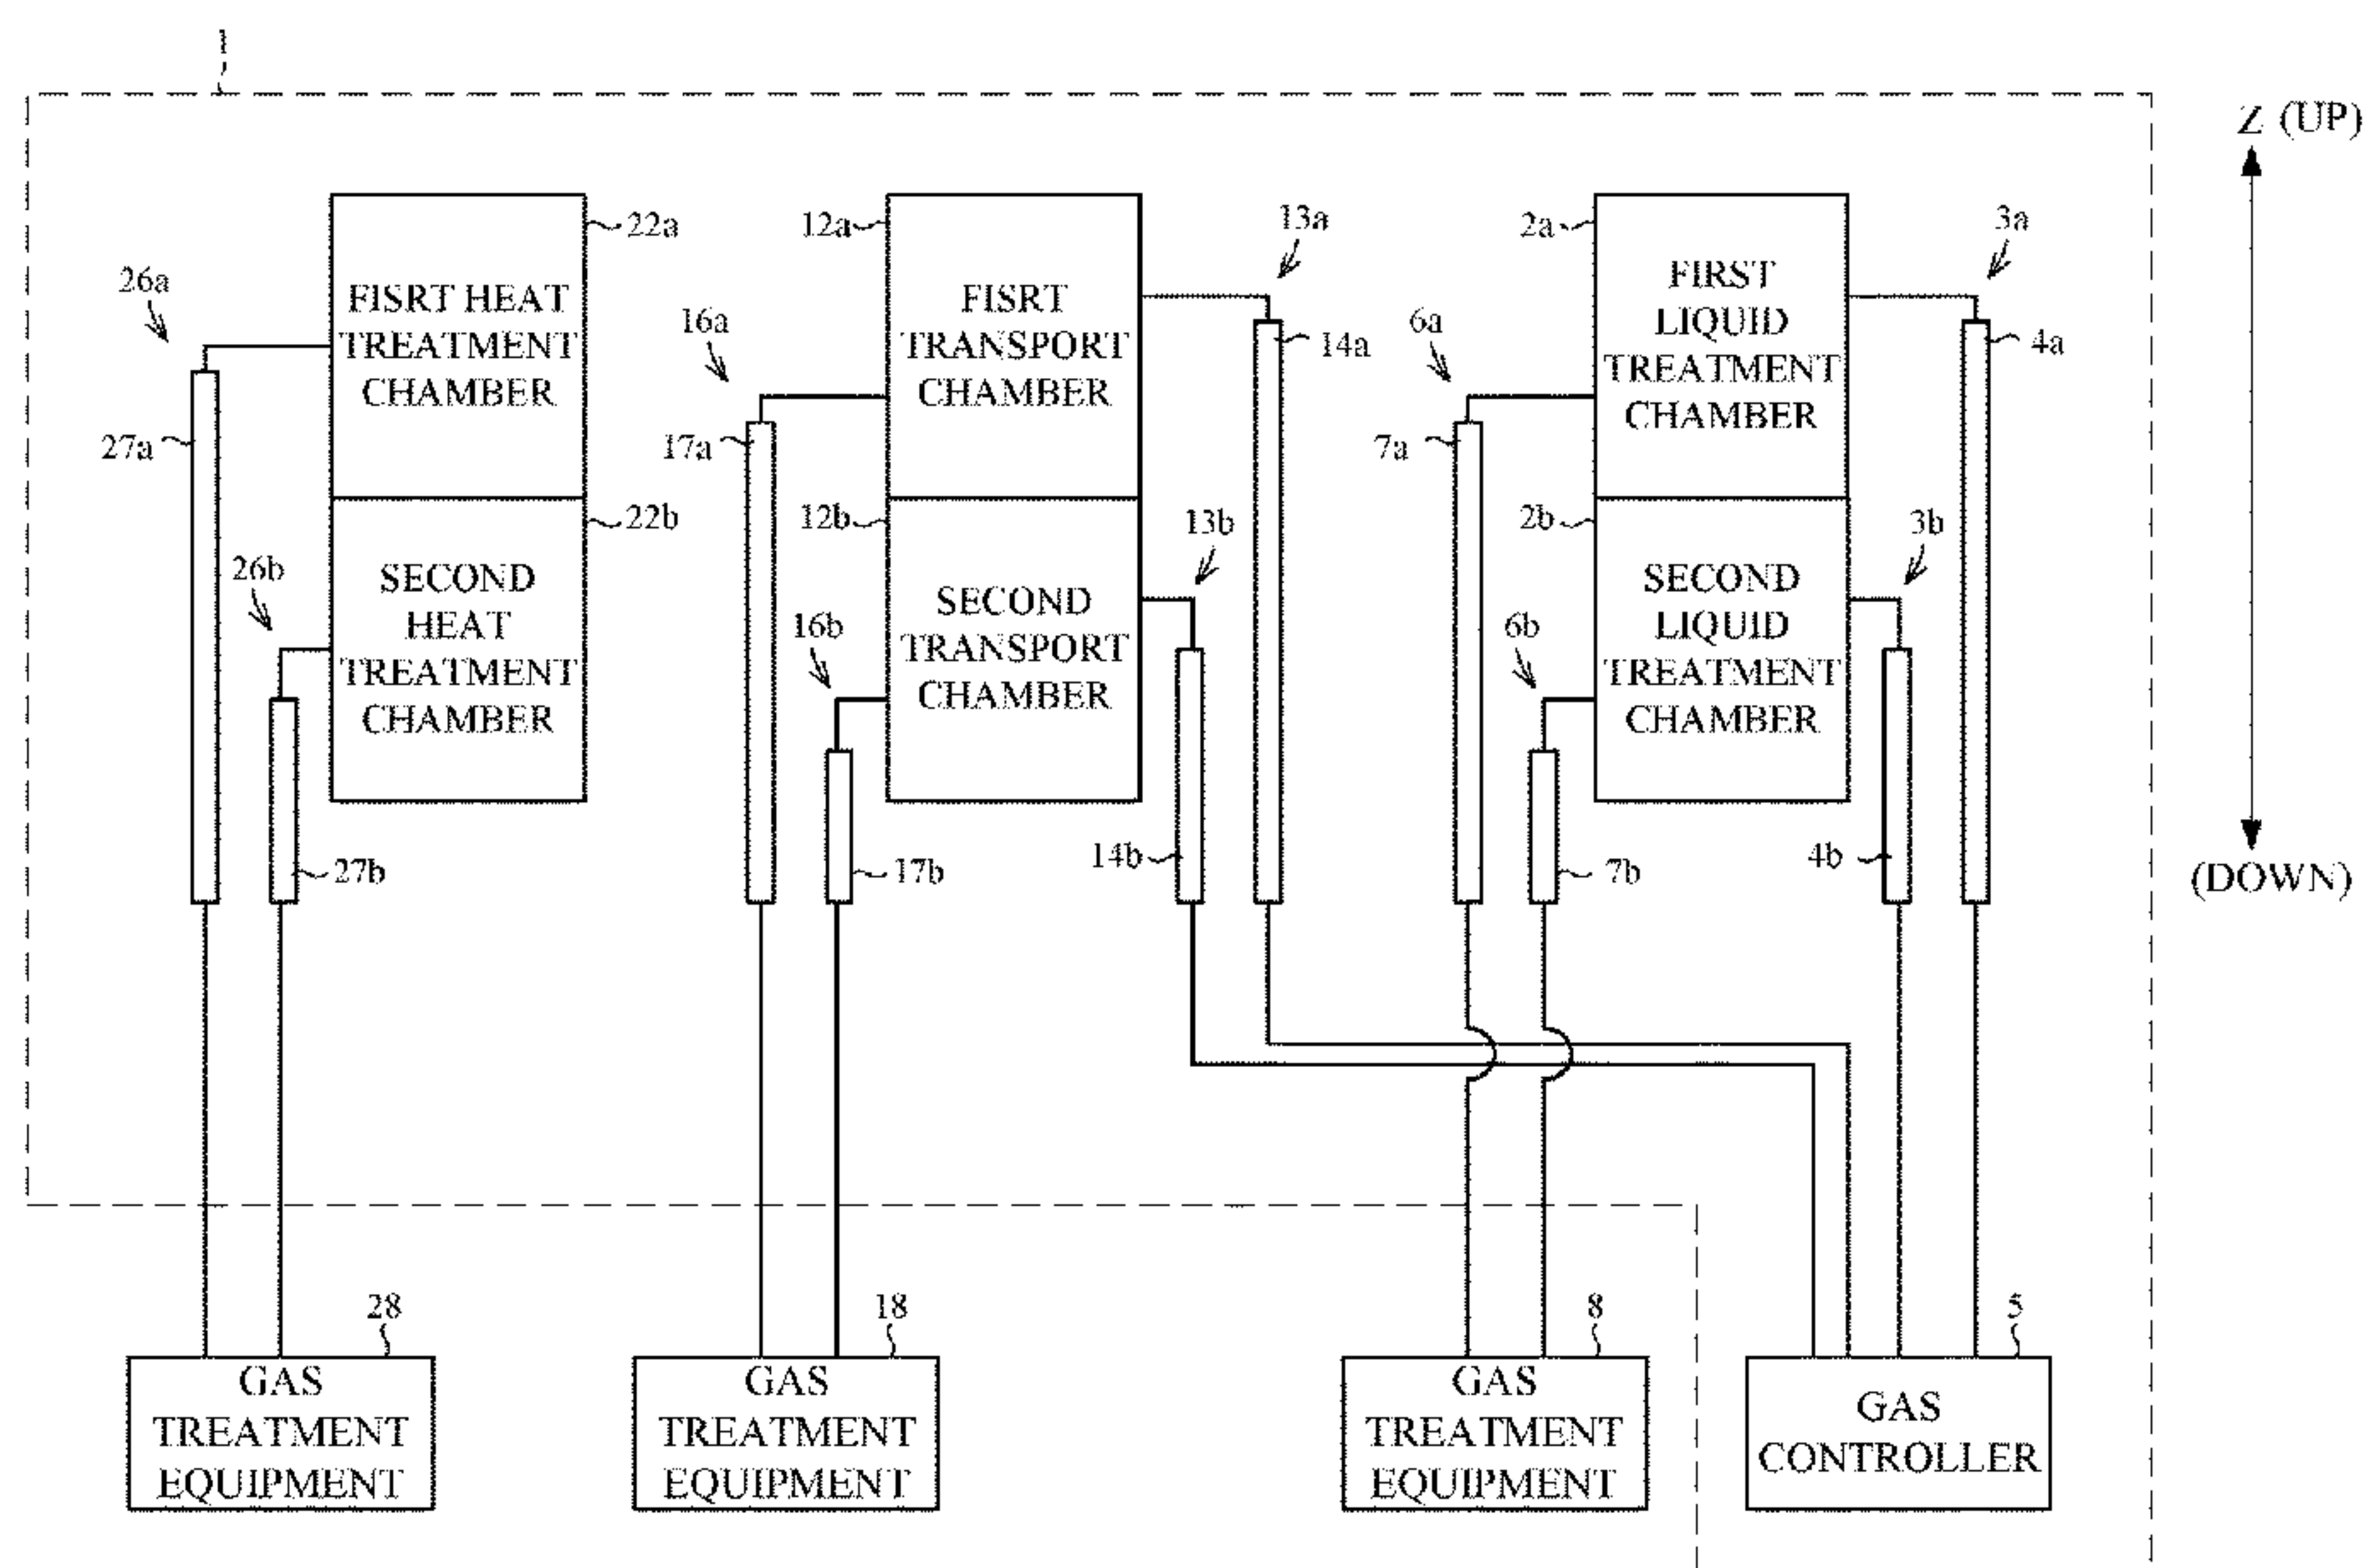 1
Z (UP)
22a
12a
13a
2a
3a
26a
FISRT HEAT
TREATMENT
CHAMBER
16a
FISRT
TRANSPORT
CHAMBER
14a
6a
FIRST
LIQUID
TREATMENT
CHAMBER
4a
27a
17a
7a
22b
12b
13b
2b
3b
26b
SECOND
HEAT
TREATMENT
CHAMBER
16b
SECOND
TRANSPORT
CHAMBER
6b
SECOND
LIQUID
TREATMENT
CHAMBER
27b
17b
14b
7b
4b
(DOWN)
28
18
8
5
GAS
TREATMENT
EQUIPMENT
GAS
TREATMENT
EQUIPMENT
GAS
TREATMENT
EQUIPMENT
GAS
CONTROLLER